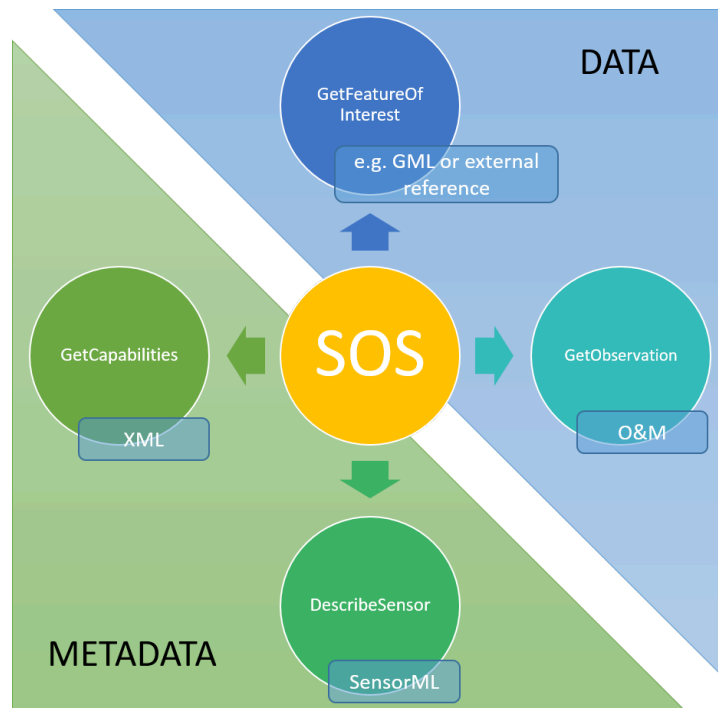 DATA
GetFeatureOf
Interest
e.g. GML or external
reference
GetCapabilities
XML
SOS
GetObservation
O&M
DescribeSensor
SensorML
METADATA